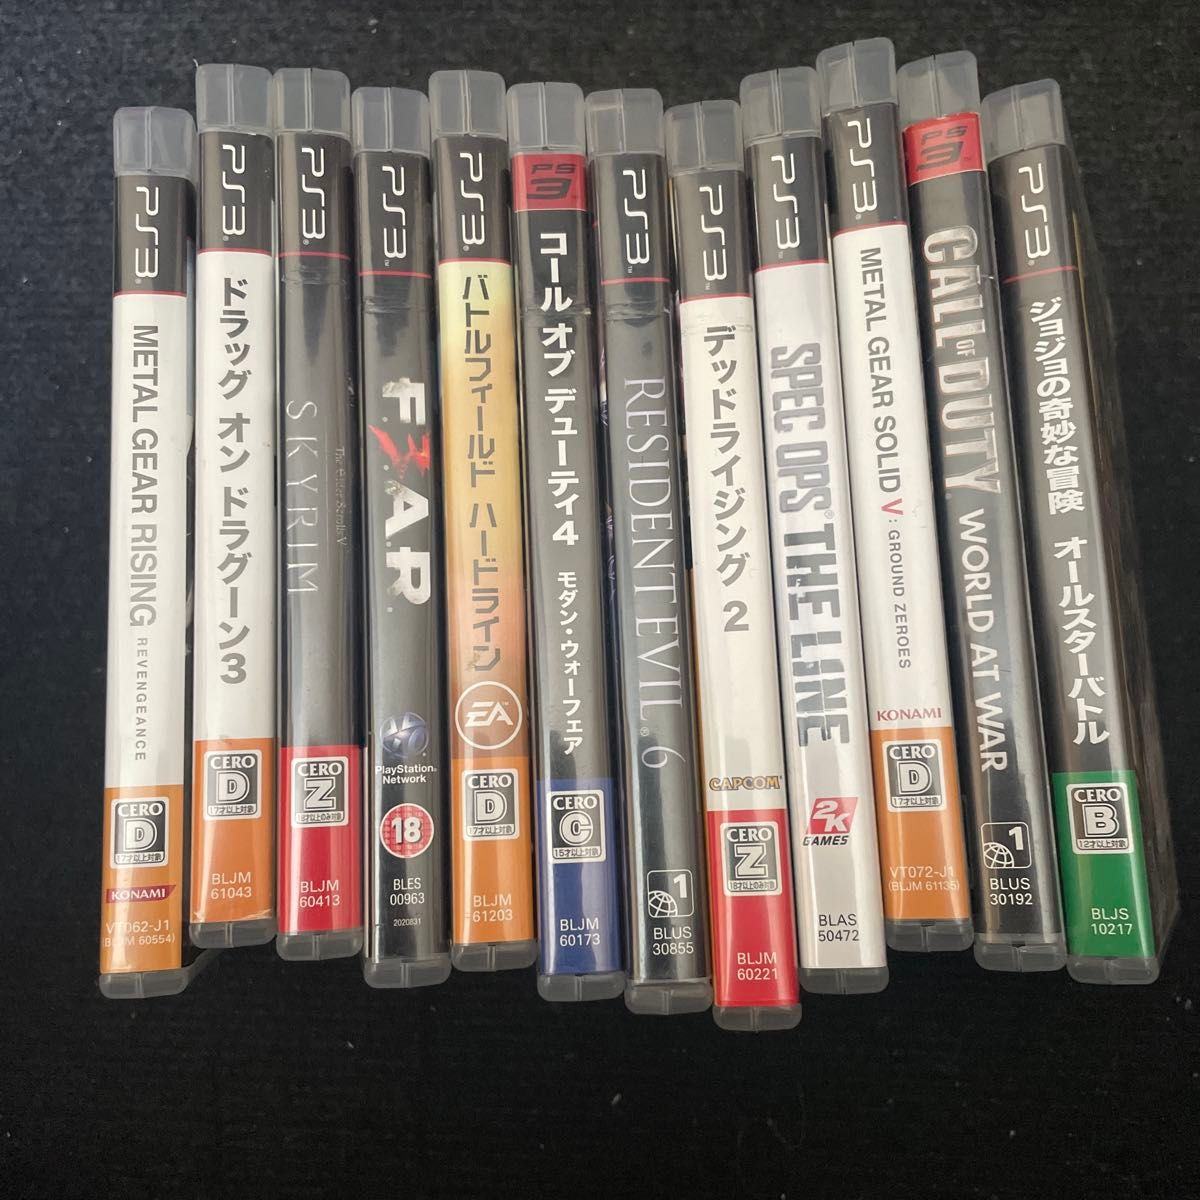 PS3
METAL GEAR RISING
REVENGEANCE
CERO
D
17才以上対象
KONAMI
VT062-J1
(BLJM 60554)
PS3
ドラッグ オン ドラグーン3
CERO
D
17才以上対象
BLJM
61043
PS3
The Elder Scrolls V
SKYRIM
CERO
Z
18才以上のみ対象
BLJM
60413
PS3
F.E.A.R.
PlayStation
Network
18
BLES
00963
2020831
PS3
バトルフィールド ハードライン
EA
CERO
D
17才以上対象
BLJM
61203
PS3
コール オブ デューティ4 モダン・ウォーフェア
CERO
C
15才以上対象
BLJM
60173
PS3
RESIDENT EVIL 6
1
BLUS
30855
PS3
デッドライジング 2
CAPCOM
CERO
Z
18才以上のみ対象
BLJM
60221
PS3
SPEC OPS THE LINE
2K
GAMES
BLAS
50472
PS3
METAL GEAR SOLID V: GROUND ZEROES
KONAMI
CERO
D
17才以上対象
VT072-J1
(BLJM 61135)
PS3
CALL OF DUTY WORLD AT WAR
1
BLUS
30192
PS3
ジョジョの奇妙な冒険 オールスターバトル
CERO
B
12才以上対象
BLJS
10217